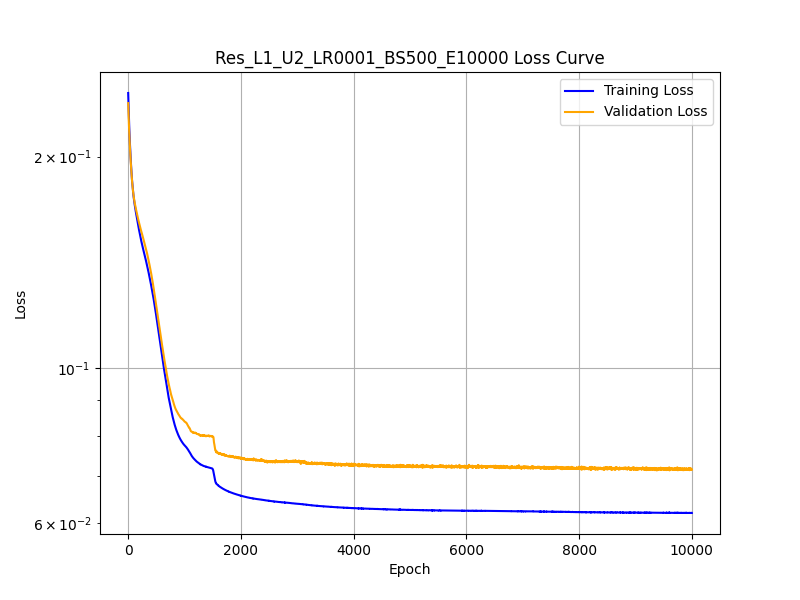 Res_L1_U2_LR0001_BS500_E10000 Loss Curve
Training Loss
Validation Loss
2 × 10⁻¹
10⁻¹
6 × 10⁻²
Loss
0 2000 4000 6000 8000 10000
Epoch